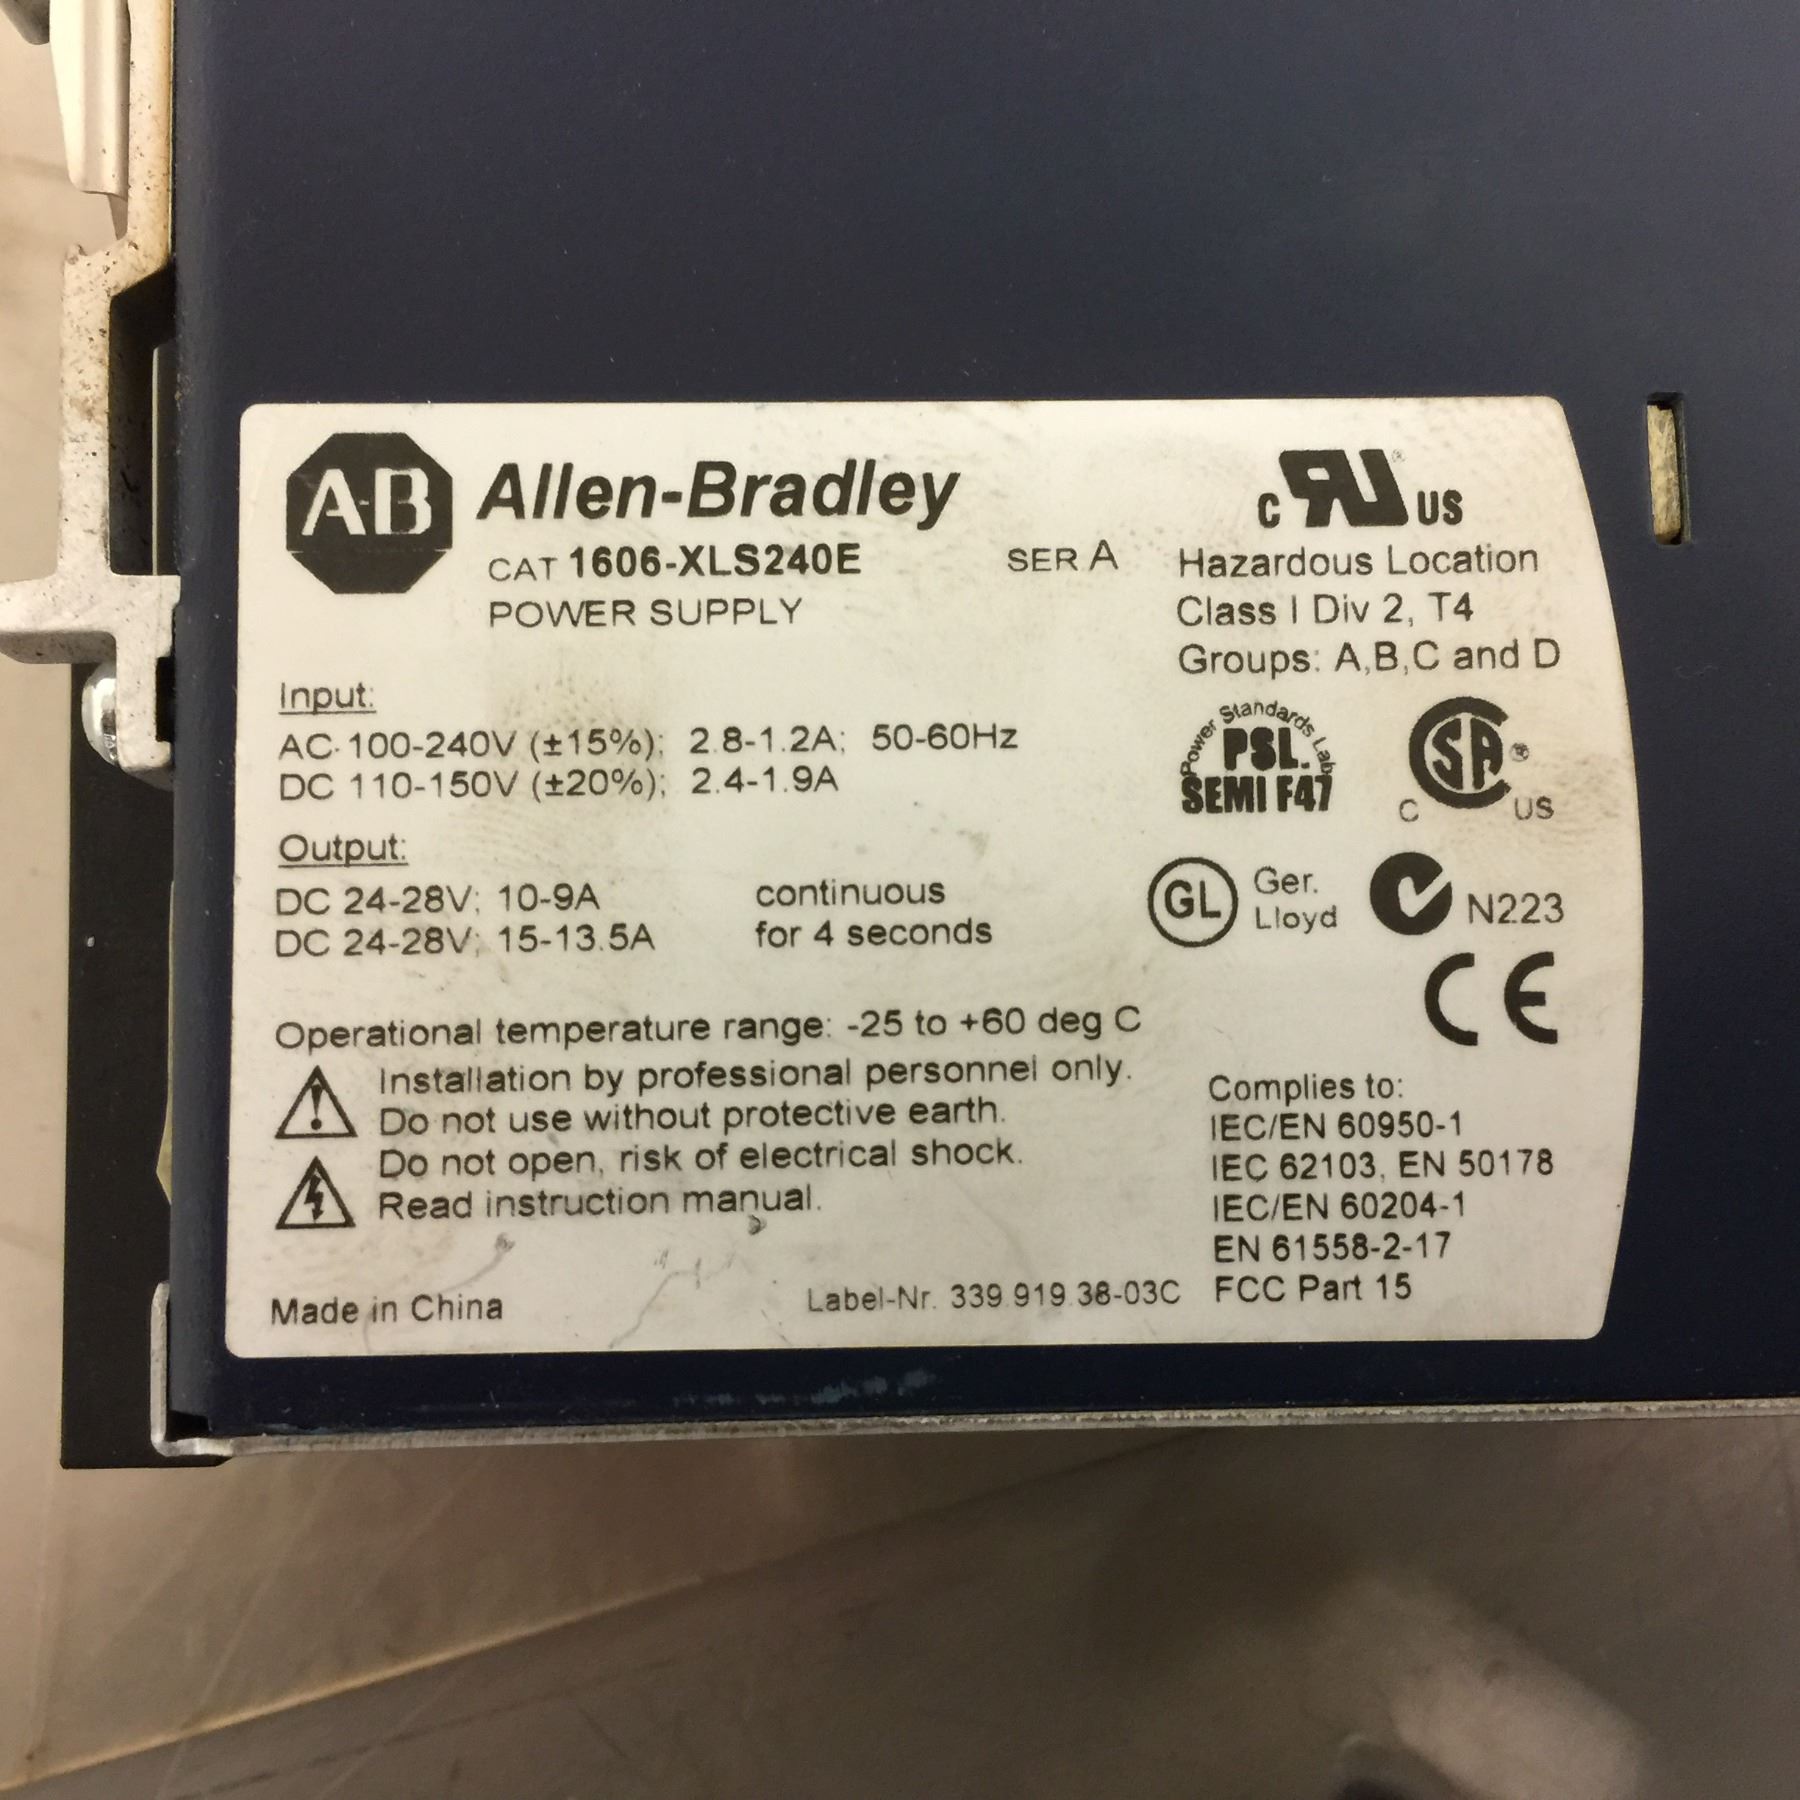 A-B Allen-Bradley
CAT 1606-XLS240E SER A
POWER SUPPLY
Input:
AC 100-240V (±15%); 2.8-1.2A; 50-60Hz
DC 110-150V (±20%); 2.4-1.9A
Output:
DC 24-28V; 10-9A continuous
DC 24-28V; 15-13.5A for 4 seconds
Operational temperature range: -25 to +60 deg C
Installation by professional personnel only.
Do not use without protective earth.
Do not open, risk of electrical shock.
Read instruction manual.
Made in China
Label-Nr. 339.919.38-03C
C RU ® US
Hazardous Location
Class I Div 2, T4
Groups: A,B,C and D
Power Standards Lab
PSL.
SEMI F47
C SA ® US
GL Ger.
Lloyd
N223
CE
Complies to:
IEC/EN 60950-1
IEC 62103, EN 50178
IEC/EN 60204-1
EN 61558-2-17
FCC Part 15